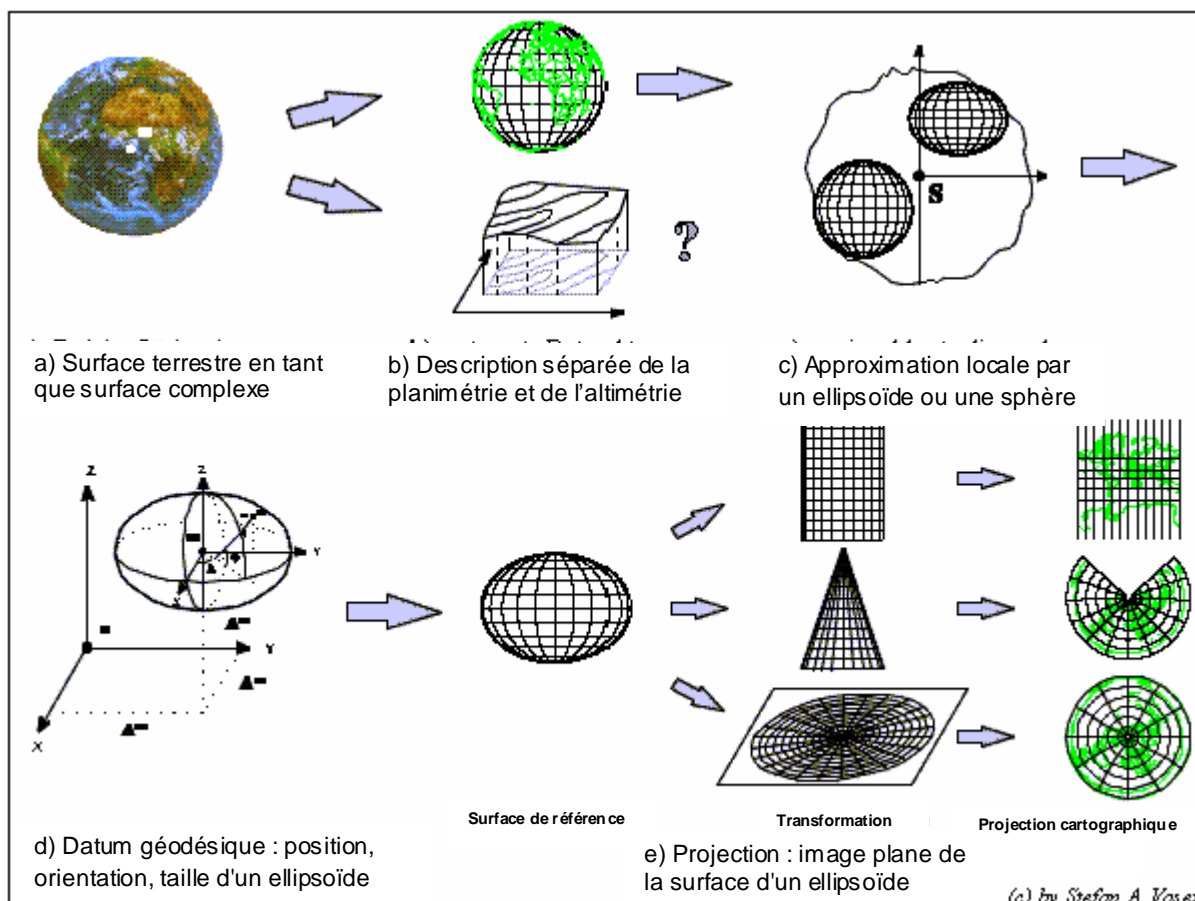 S
?
a) Surface terrestre en tant
que surface complexe
b) Description séparée de la
planimétrie et de l'altimétrie
c) Approximation locale par
un ellipsoïde ou une sphère
Z
Z
Y
X
Y
X
Surface de référence
Transformation
Projection cartographique
d) Datum géodésique : position,
orientation, taille d'un ellipsoïde
e) Projection : image plane de
la surface d'un ellipsoïde
(c) by Stefan A. Voser